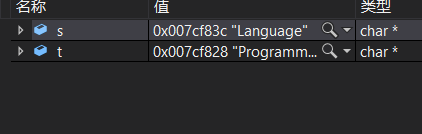 名称 值 类型
s 0x007cf83c "Language" char *
t 0x007cf828 "Programm... char *